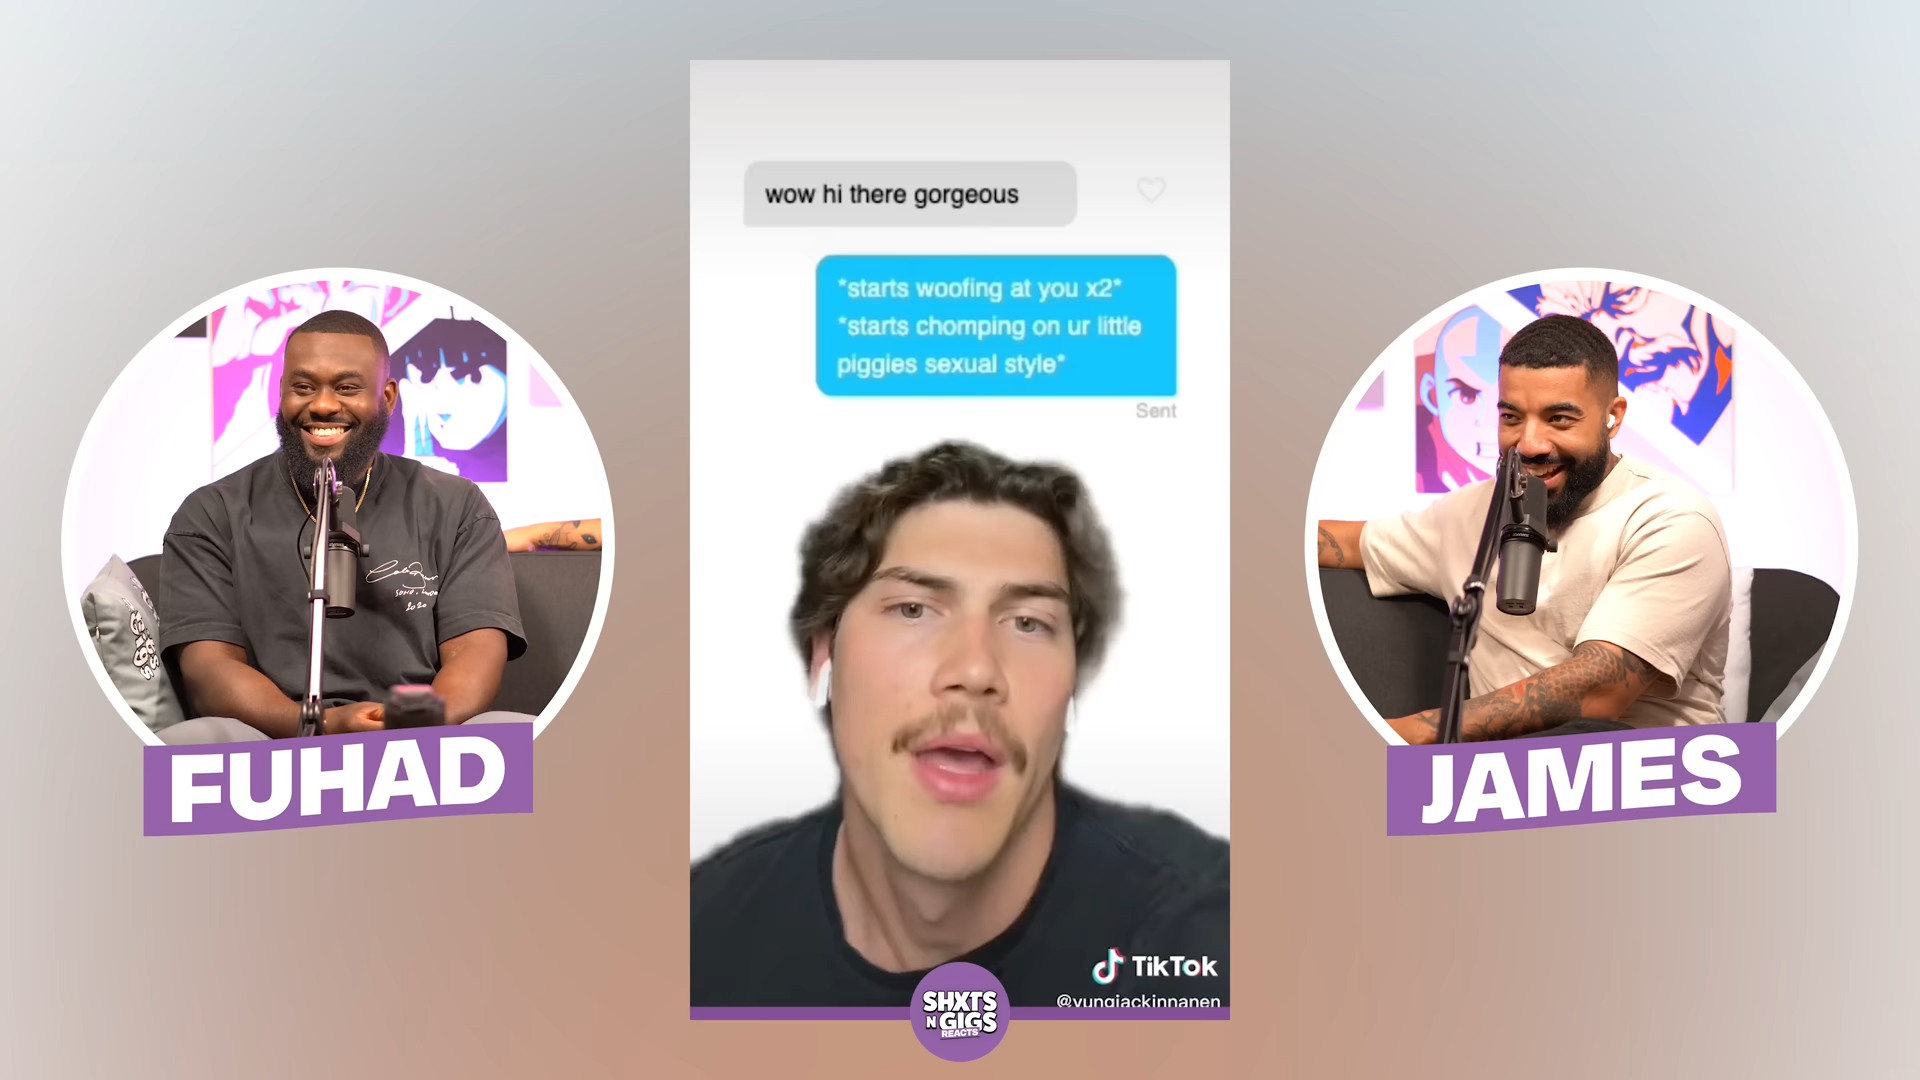 wow hi there gorgeous
*starts woofing at you x2*
*starts chomping on ur little
piggies sexual style*
Sent
FUHAD
JAMES
TikTok
@yungjackinnanen
SHXTS
N GIGS
REACTS